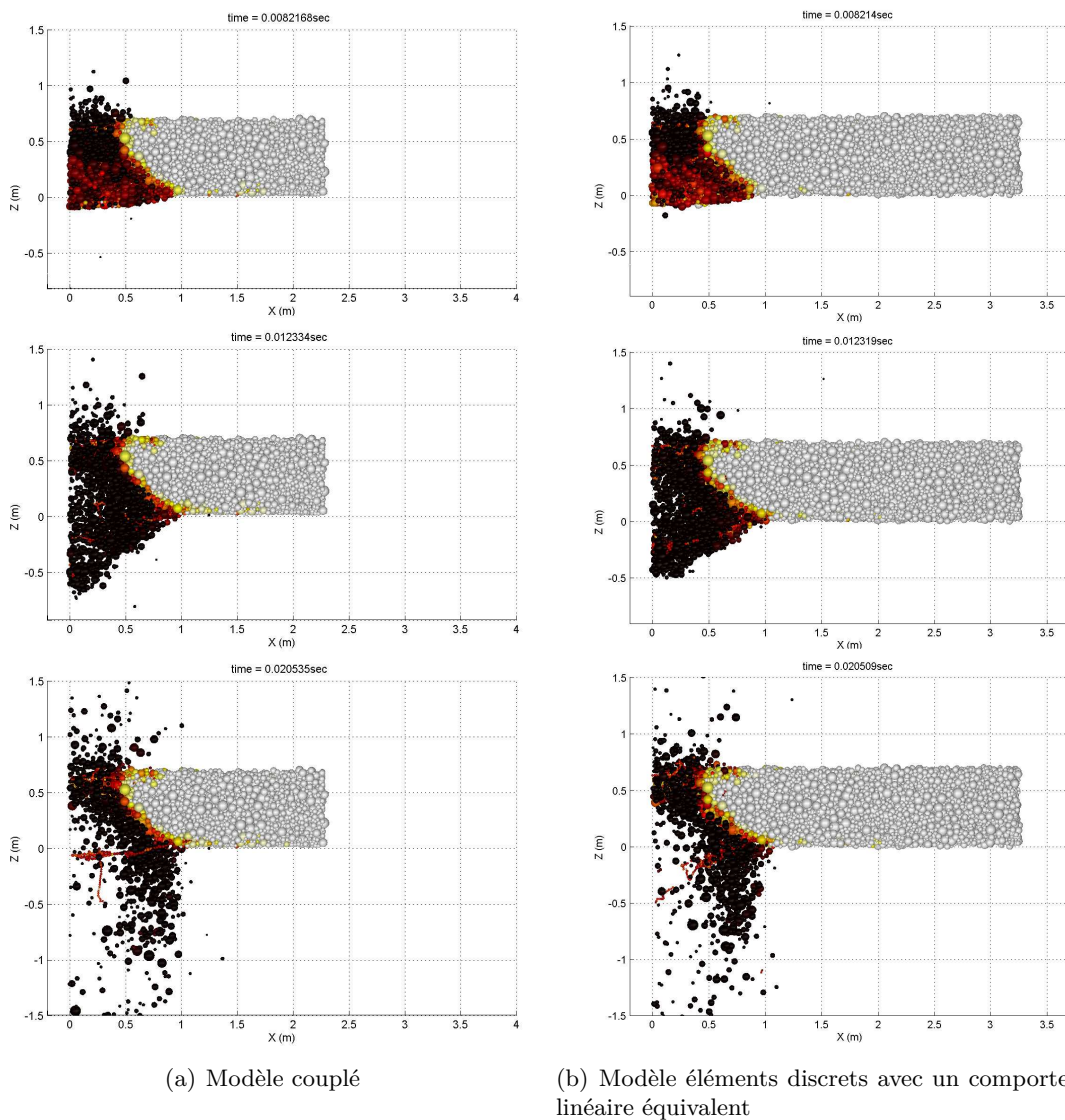 time = 0.0082168sec
1.5
1
0.5
0
-0.5
Z (m)
0 0.5 1 1.5 2 2.5 3 3.5 4
X (m)
time = 0.008214sec
1.5
1
0.5
0
-0.5
Z (m)
0 0.5 1 1.5 2 2.5 3 3.5
X (m)
time = 0.012334sec
1.5
1
0.5
0
-0.5
Z (m)
0 0.5 1 1.5 2 2.5 3 3.5 4
X (m)
time = 0.012319sec
1.5
1
0.5
0
-0.5
Z (m)
0 0.5 1 1.5 2 2.5 3 3.5
X (m)
time = 0.020535sec
1.5
1
0.5
0
-0.5
-1
-1.5
Z (m)
0 0.5 1 1.5 2 2.5 3 3.5 4
X (m)
time = 0.020509sec
1.5
1
0.5
0
-0.5
-1
-1.5
Z (m)
0 0.5 1 1.5 2 2.5 3 3.5
X (m)
(a) Modèle couplé
(b) Modèle éléments discrets avec un comporte
linéaire équivalent